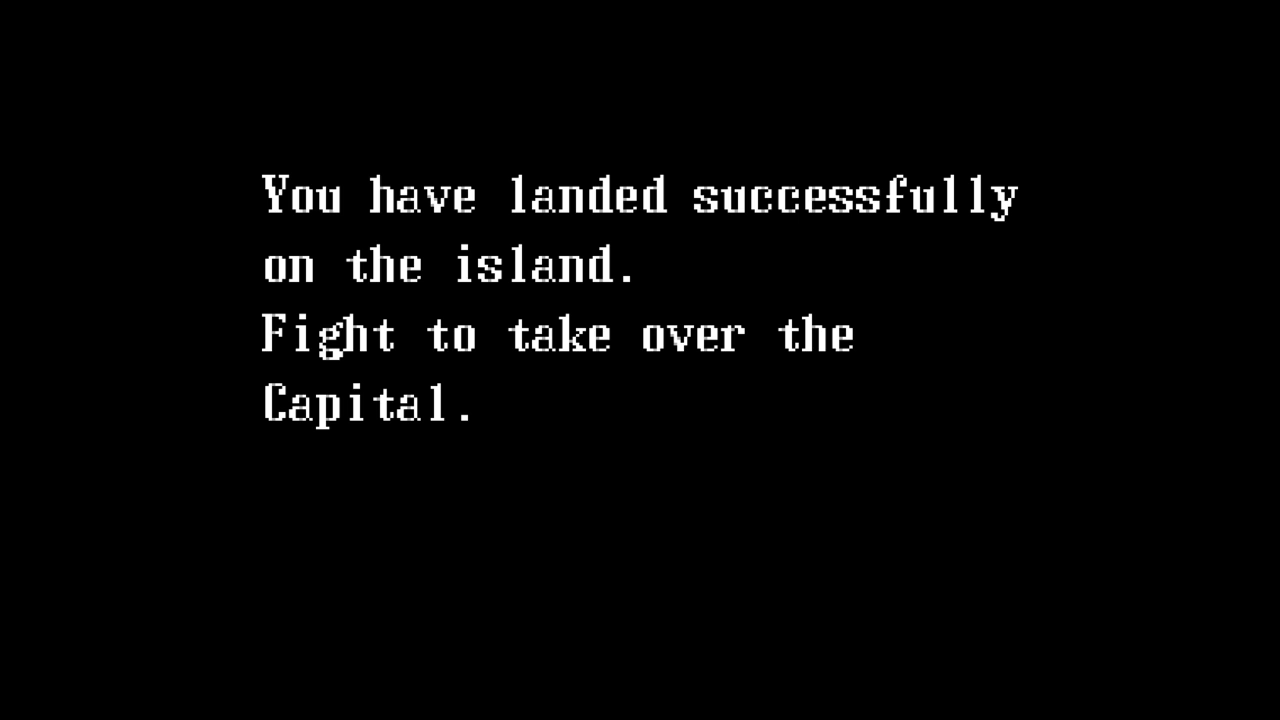 You have landed successfully
on the island.
Fight to take over the
Capital.